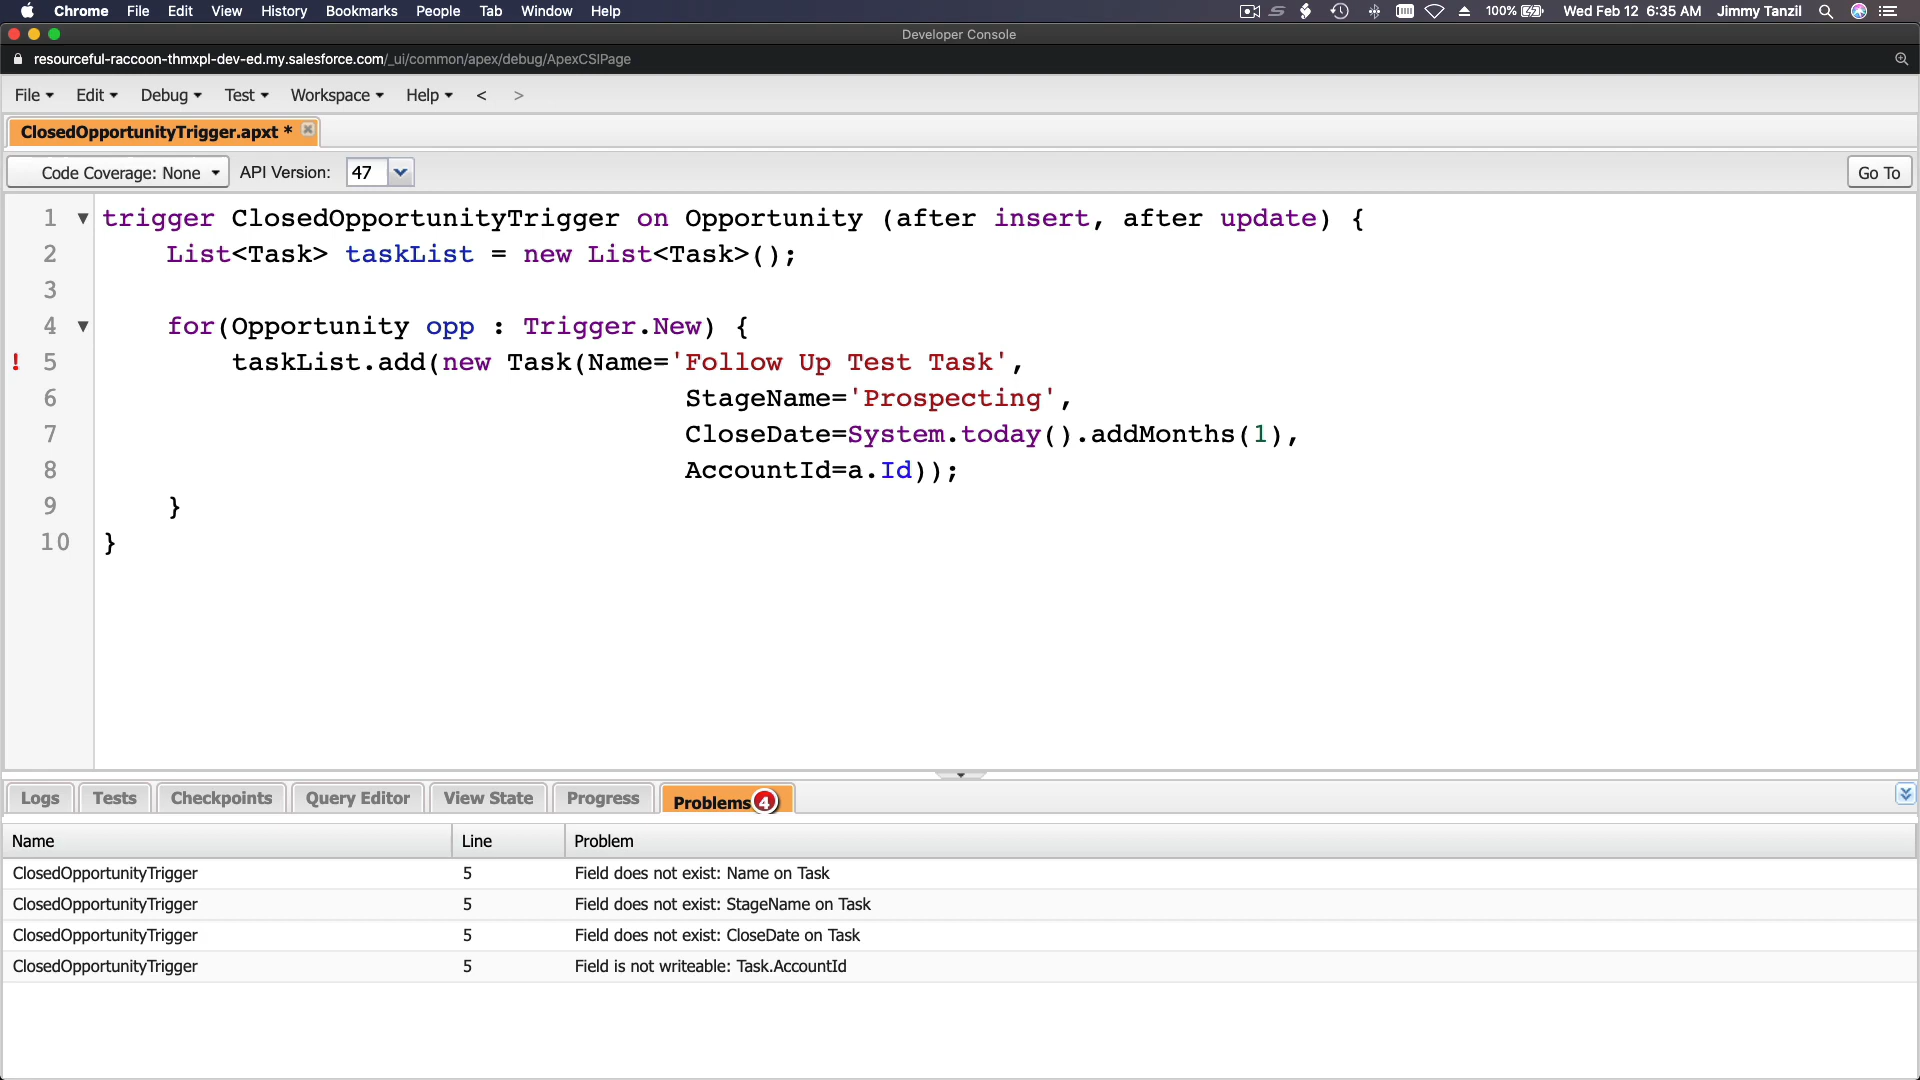 Chrome File Edit View History Bookmarks People Tab Window Help 100% Wed Feb 12 6:35 AM Jimmy Tanzil
Developer Console
resourceful-raccoon-thmxpl-dev-ed.my.salesforce.com/_ui/common/apex/debug/ApexCSIPage
File Edit Debug Test Workspace Help < >
ClosedOpportunityTrigger.apxt *
Code Coverage: None API Version: 47 Go To
1 trigger ClosedOpportunityTrigger on Opportunity (after insert, after update) {
2 List<Task> taskList = new List<Task>();
3
4 for(Opportunity opp : Trigger.New) {
! 5 taskList.add(new Task(Name='Follow Up Test Task',
6 StageName='Prospecting',
7 CloseDate=System.today().addMonths(1),
8 AccountId=a.Id));
9 }
10 }
Logs Tests Checkpoints Query Editor View State Progress Problems 4
Name Line Problem
ClosedOpportunityTrigger 5 Field does not exist: Name on Task
ClosedOpportunityTrigger 5 Field does not exist: StageName on Task
ClosedOpportunityTrigger 5 Field does not exist: CloseDate on Task
ClosedOpportunityTrigger 5 Field is not writeable: Task.AccountId